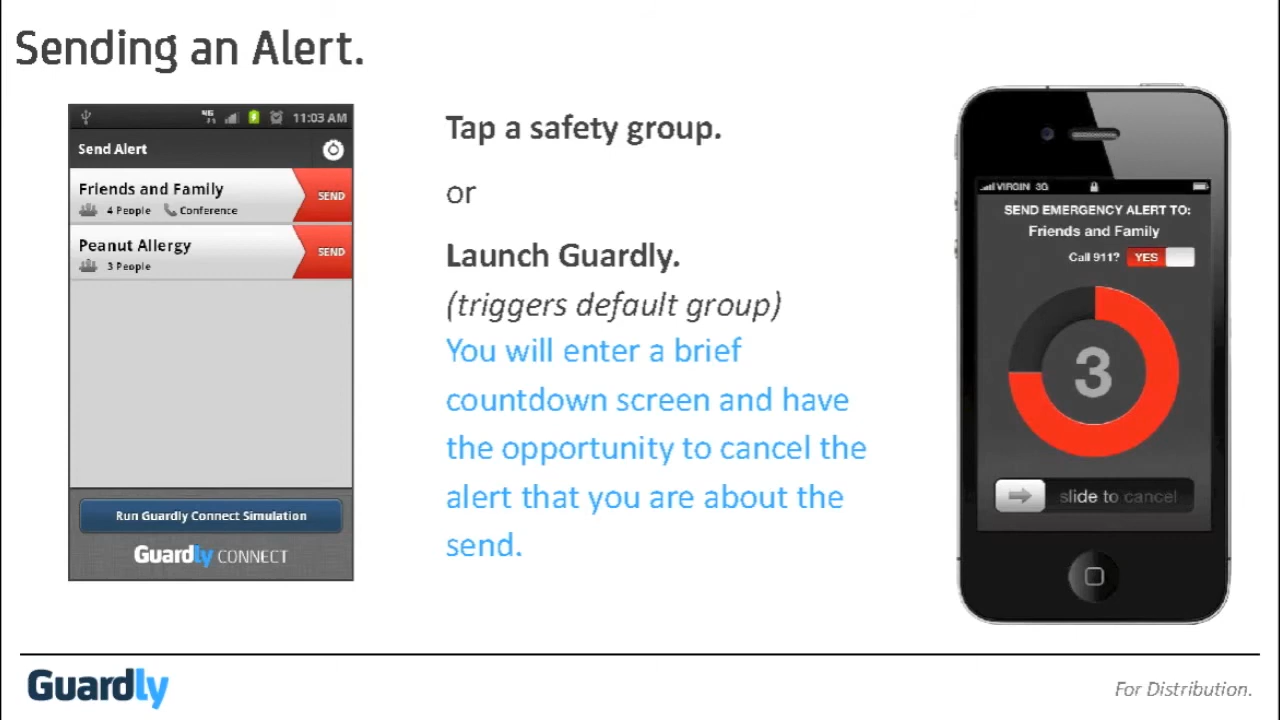 Sending an Alert.
11:03 AM
Send Alert
Friends and Family
SEND
4 People Conference
Peanut Allergy
SEND
3 People
Run Guardly Connect Simulation
Guardly CONNECT
Tap a safety group.
or
Launch Guardly.
(triggers default group)
You will enter a brief
countdown screen and have
the opportunity to cancel the
alert that you are about the
send.
VIRGIN 3G
SEND EMERGENCY ALERT TO:
Friends and Family
Call 911? YES
3
slide to cancel
Guardly
For Distribution.